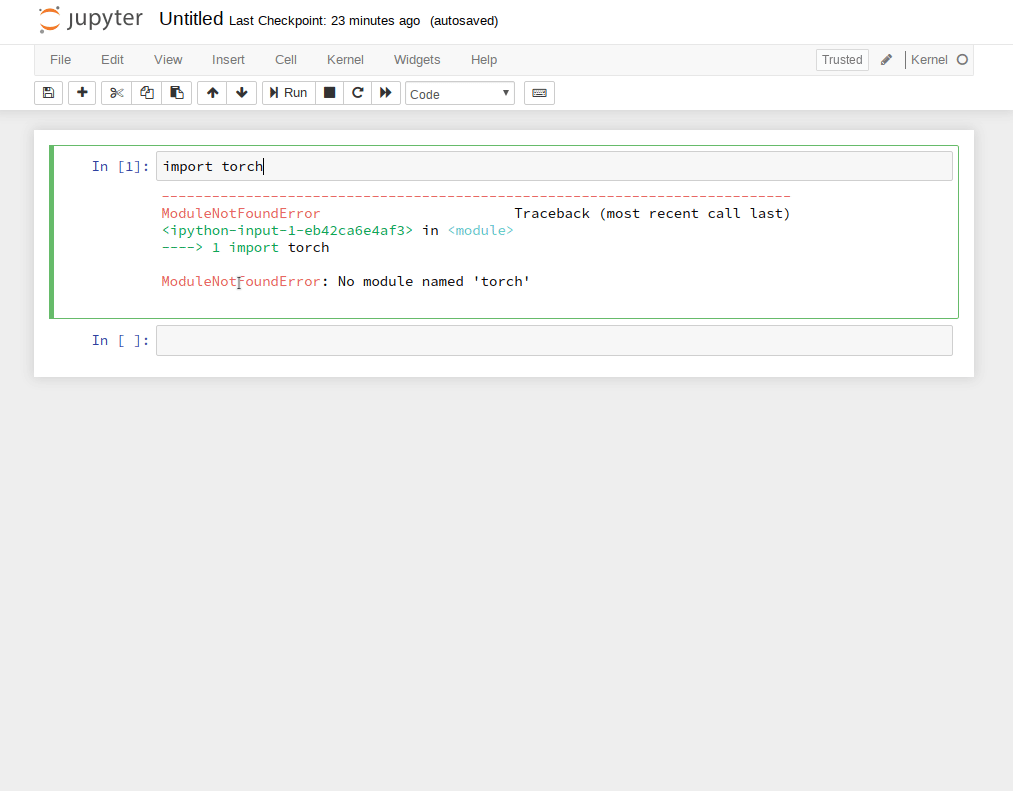 jupyter Untitled Last Checkpoint: 23 minutes ago (autosaved)
File Edit View Insert Cell Kernel Widgets Help Trusted Kernel
Run Code
In [1]: import torch
---------------------------------------------------------------------------
ModuleNotFoundError Traceback (most recent call last)
<ipython-input-1-eb42ca6e4af3> in <module>
----> 1 import torch
ModuleNotFoundError: No module named 'torch'
In [ ]: